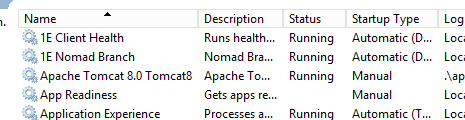 n. Name Description Status Startup Type Log
1E Client Health Runs health... Running Automatic (D... Loca
1E Nomad Branch Nomad Bra... Running Automatic (D... Loca
Apache Tomcat 8.0 Tomcat8 Apache To... Running Manual .\ap
App Readiness Gets apps re... Manual Loca
Application Experience Processes a... Running Automatic (T... Loca